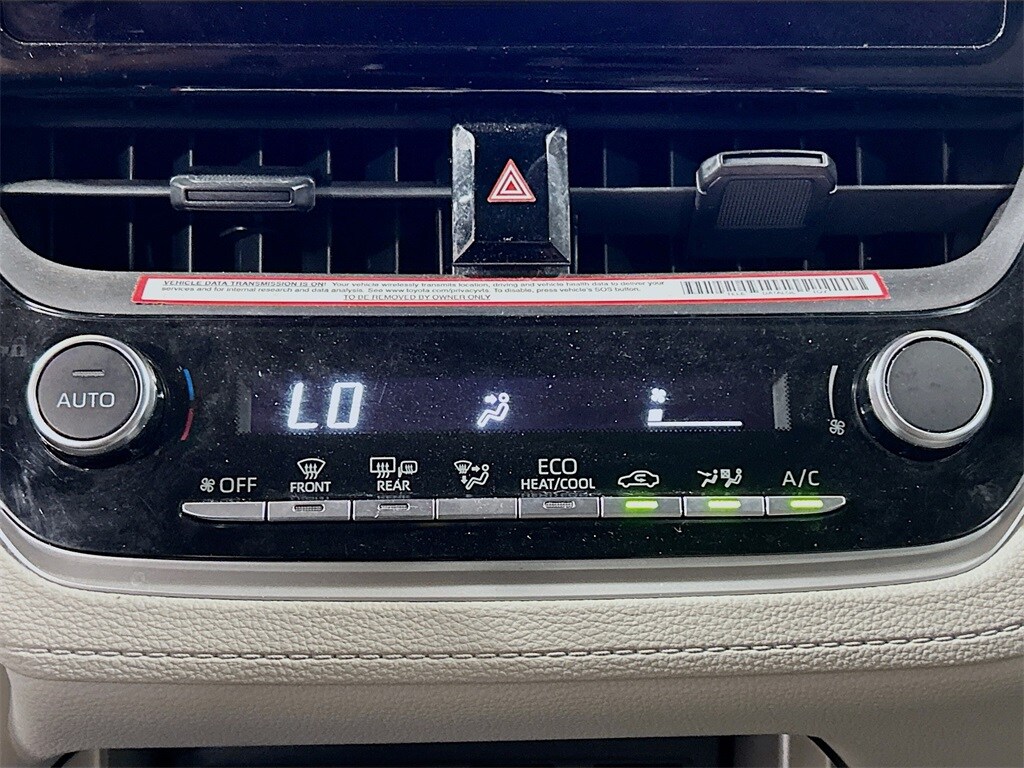 VEHICLE DATA TRANSMISSION IS ON! Your vehicle wirelessly transmits location, driving and vehicle health data to deliver your
services and for internal research and data analysis. See www.toyota.com/privacyvts. To disable, press vehicle's SOS button.
TO BE REMOVED BY OWNER ONLY
AUTO
LO
OFF
FRONT
REAR
ECO
HEAT/COOL
A/C